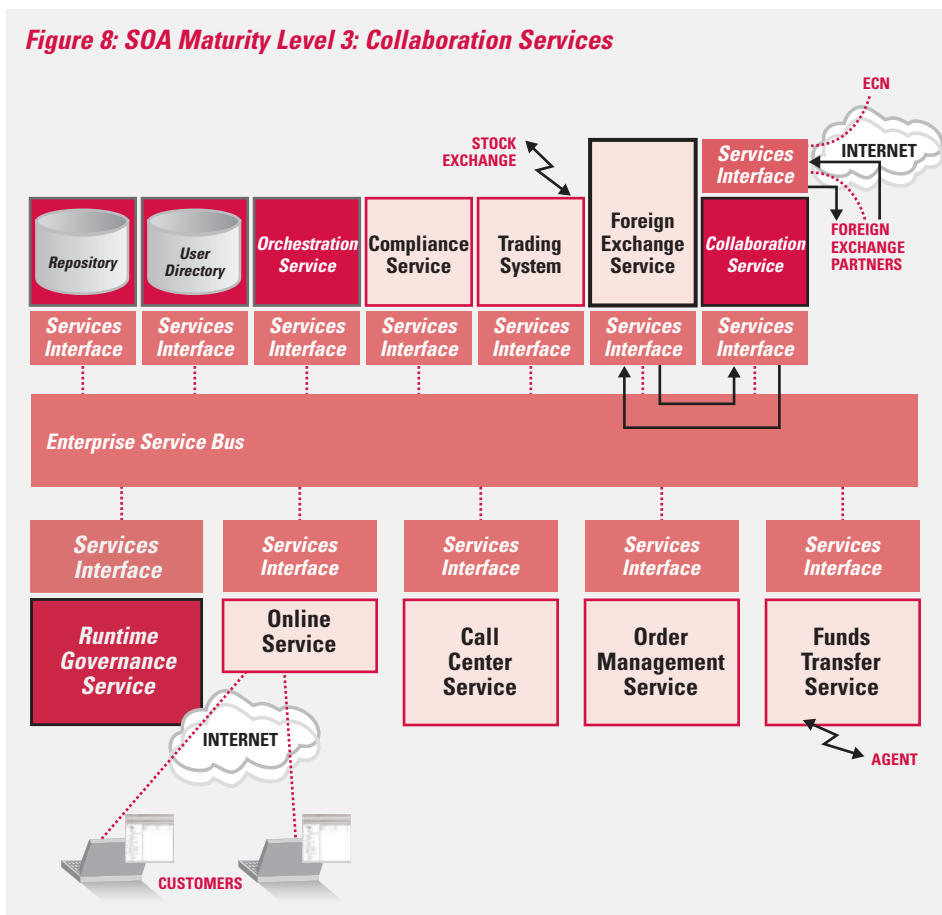 Figure 8: SOA Maturity Level 3: Collaboration Services
ECN
INTERNET
STOCK
EXCHANGE
Services
Interface
FOREIGN
EXCHANGE
PARTNERS
Repository
User
Directory
Orchestration
Service
Compliance
Service
Trading
System
Foreign
Exchange
Service
Collaboration
Service
Services
Interface
Services
Interface
Services
Interface
Services
Interface
Services
Interface
Services
Interface
Services
Interface
Enterprise Service Bus
Services
Interface
Services
Interface
Services
Interface
Services
Interface
Services
Interface
Runtime
Governance
Service
Online
Service
Call
Center
Service
Order
Management
Service
Funds
Transfer
Service
INTERNET
AGENT
CUSTOMERS